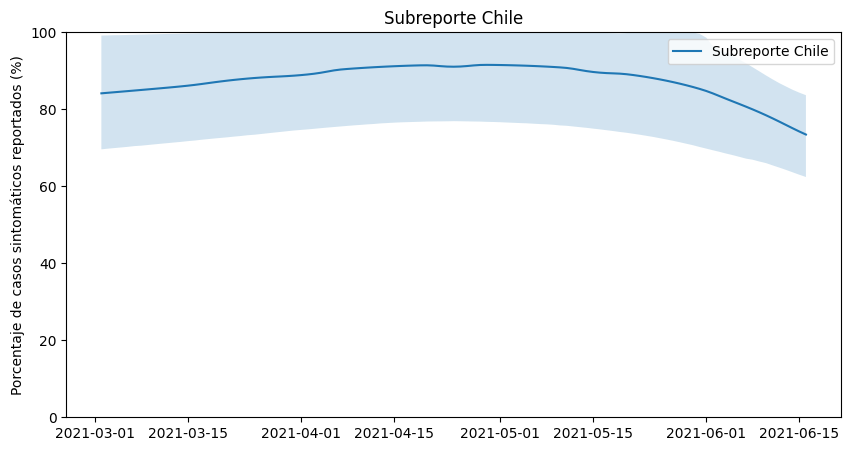 Subreporte Chile
Subreporte Chile
Porcentaje de casos sintomáticos reportados (%)
100
80
60
40
20
0
2021-03-01 2021-03-15 2021-04-01 2021-04-15 2021-05-01 2021-05-15 2021-06-01 2021-06-15